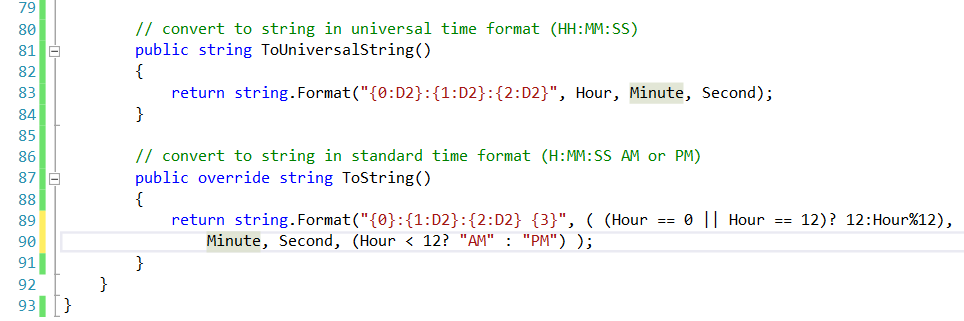 79
80 // convert to string in universal time format (HH:MM:SS)
81 public string ToUniversalString()
82 {
83 return string.Format("{0:D2}:{1:D2}:{2:D2}", Hour, Minute, Second);
84 }
85
86 // convert to string in standard time format (H:MM:SS AM or PM)
87 public override string ToString()
88 {
89 return string.Format("{0}:{1:D2}:{2:D2} {3}", ( (Hour == 0 || Hour == 12)? 12:Hour%12),
90 Minute, Second, (Hour < 12? "AM" : "PM") );
91 }
92 }
93 }